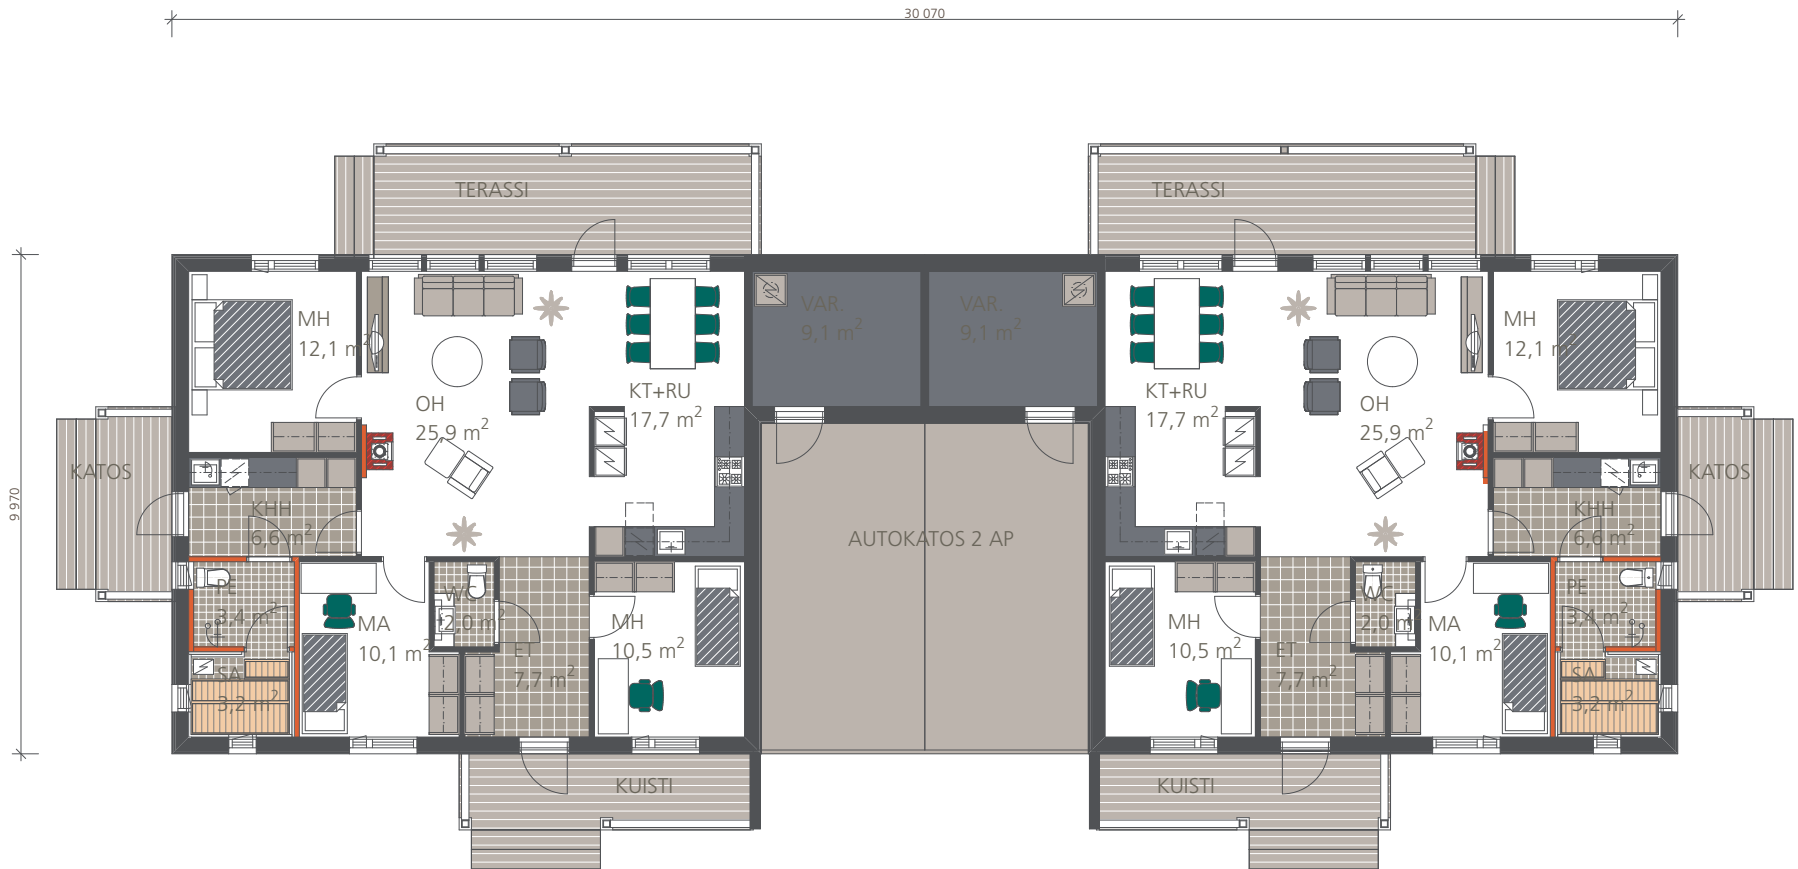 30 070
TERASSI
TERASSI
MH
12,1 m²
OH
25,9 m²
KT+RU
17,7 m²
VAR.
9,1 m²
VAR.
9,1 m²
KT+RU
17,7 m²
OH
25,9 m²
MH
12,1 m²
KATOS
KHH
6,6 m²
9 970
AUTOKATOS 2 AP
KHH
6,6 m²
KATOS
PE
3,4 m²
MA
10,1 m²
WC
2,0 m²
ET
7,7 m²
MH
10,5 m²
SA
3,2 m²
MH
10,5 m²
ET
7,7 m²
WC
2,0 m²
MA
10,1 m²
PE
3,4 m²
SA
3,2 m²
KUISTI
KUISTI